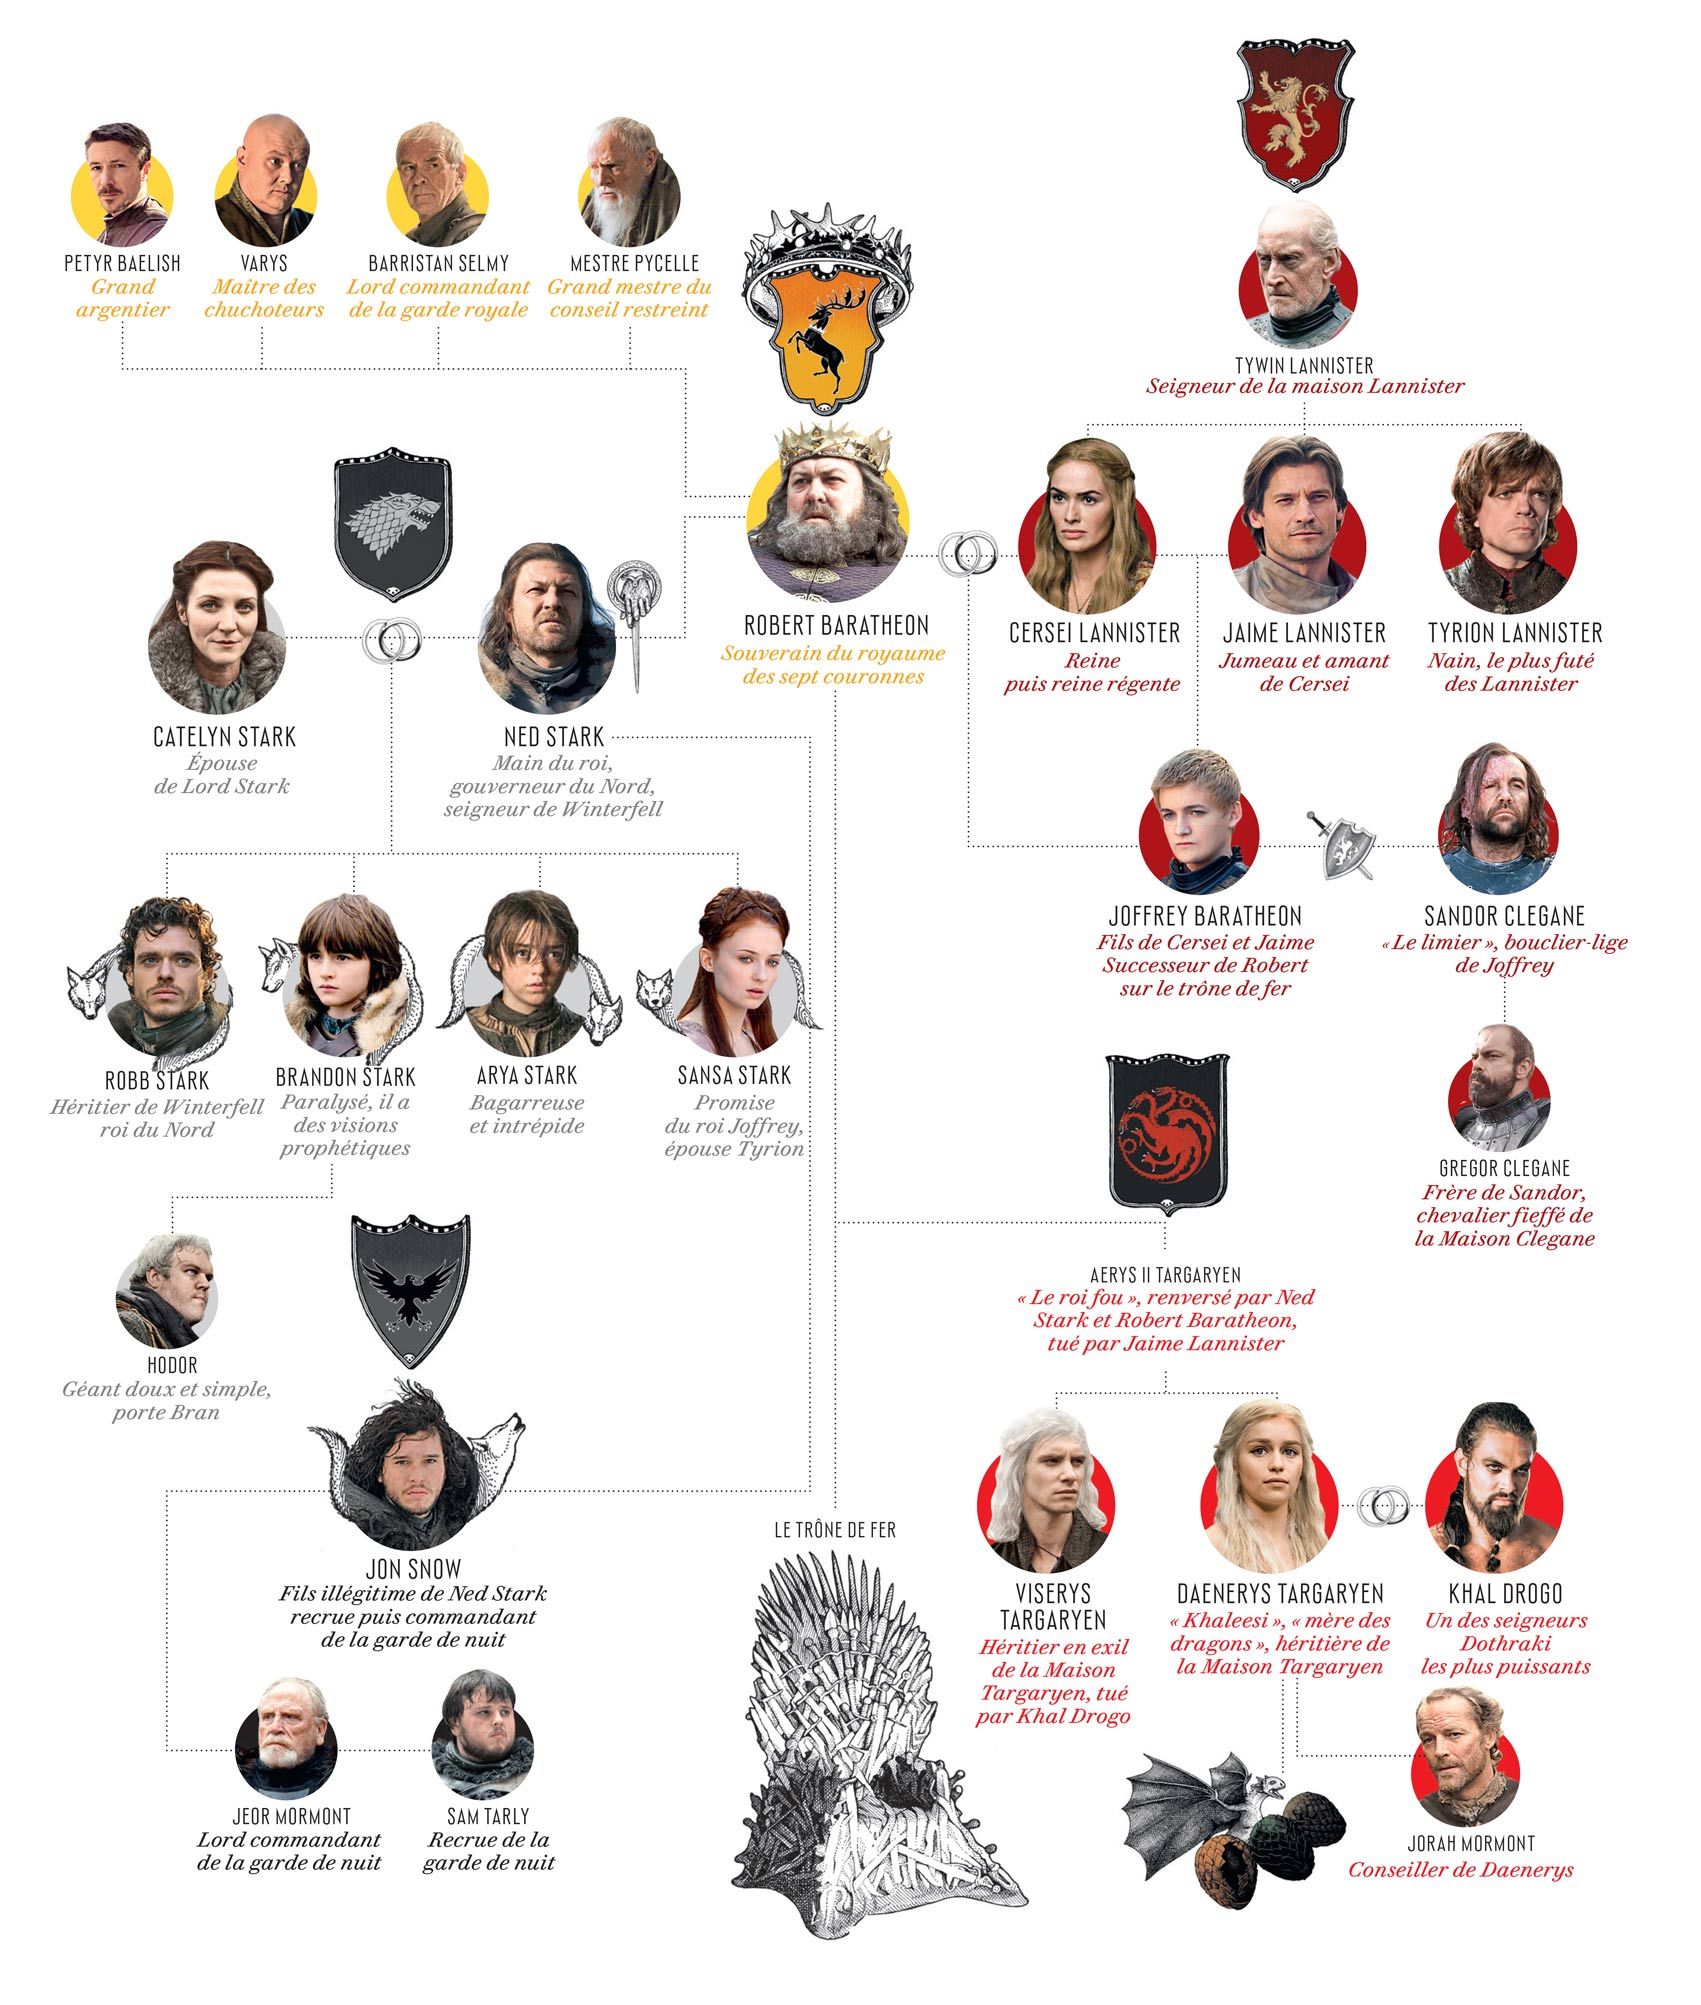 PETYR BAELISH
Grand
argentier
VARYS
Maître des
chuchoteurs
BARRISTAN SELMY
Lord commandant
de la garde royale
MESTRE PYCELLE
Grand mestre du
conseil restreint
TYWIN LANNISTER
Seigneur de la maison Lannister
ROBERT BARATHEON
Souverain du royaume
des sept couronnes
CERSEI LANNISTER
Reine
puis reine régente
JAIME LANNISTER
Jumeau et amant
de Cersei
TYRION LANNISTER
Nain, le plus futé
des Lannister
CATELYN STARK
Épouse
de Lord Stark
NED STARK
Main du roi,
gouverneur du Nord,
seigneur de Winterfell
JOFFREY BARATHEON
Fils de Cersei et Jaime
Successeur de Robert
sur le trône de fer
SANDOR CLEGANE
« Le limier », bouclier-lige
de Joffrey
ROBB STARK
Héritier de Winterfell
roi du Nord
BRANDON STARK
Paralysé, il a
des visions
prophétiques
ARYA STARK
Bagarreuse
et intrépide
SANSA STARK
Promise
du roi Joffrey,
épouse Tyrion
GREGOR CLEGANE
Frère de Sandor,
chevalier fieffé de
la Maison Clegane
AERYS II TARGARYEN
« Le roi fou », renversé par Ned
Stark et Robert Baratheon,
tué par Jaime Lannister
HODOR
Géant doux et simple,
porte Bran
JON SNOW
Fils illégitime de Ned Stark
recrue puis commandant
de la garde de nuit
LE TRÔNE DE FER
VISERYS
TARGARYEN
Héritier en exil
de la Maison
Targaryen, tué
par Khal Drogo
DAENERYS TARGARYEN
« Khaleesi », « mère des
dragons », héritière de
la Maison Targaryen
KHAL DROGO
Un des seigneurs
Dothraki
les plus puissants
JEOR MORMONT
Lord commandant
de la garde de nuit
SAM TARLY
Recrue de la
garde de nuit
JORAH MORMONT
Conseiller de Daenerys